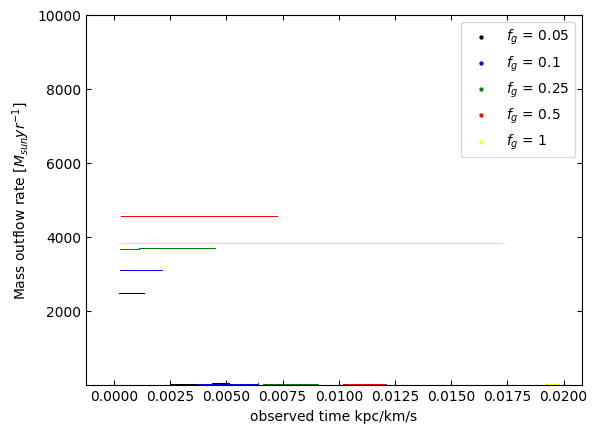 10000
8000
6000
4000
2000
Mass outflow rate [$M_{sun}yr^{-1}$]
$f_g$ = 0.05
$f_g$ = 0.1
$f_g$ = 0.25
$f_g$ = 0.5
$f_g$ = 1
0.0000 0.0025 0.0050 0.0075 0.0100 0.0125 0.0150 0.0175 0.0200
observed time kpc/km/s